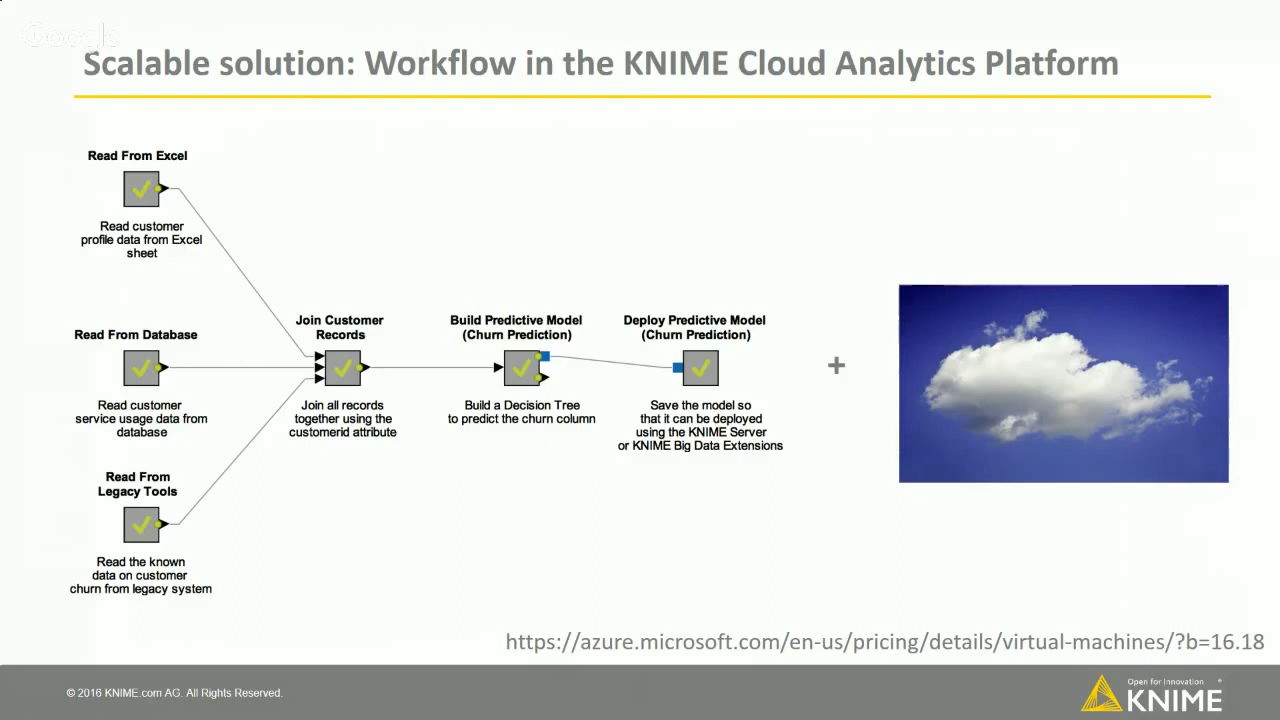 Google
Scalable solution: Workflow in the KNIME Cloud Analytics Platform
Read From Excel
Read customer
profile data from Excel
sheet
Read From Database
Read customer
service usage data from
database
Read From
Legacy Tools
Read the known
data on customer
churn from legacy system
Join Customer
Records
Join all records
together using the
customerid attribute
Build Predictive Model
(Churn Prediction)
Build a Decision Tree
to predict the churn column
Deploy Predictive Model
(Churn Prediction)
Save the model so
that it can be deployed
using the KNIME Server
or KNIME Big Data Extensions
+
https://azure.microsoft.com/en-us/pricing/details/virtual-machines/?b=16.18
© 2016 KNIME.com AG. All Rights Reserved.
Open for Innovation ®
KNIME